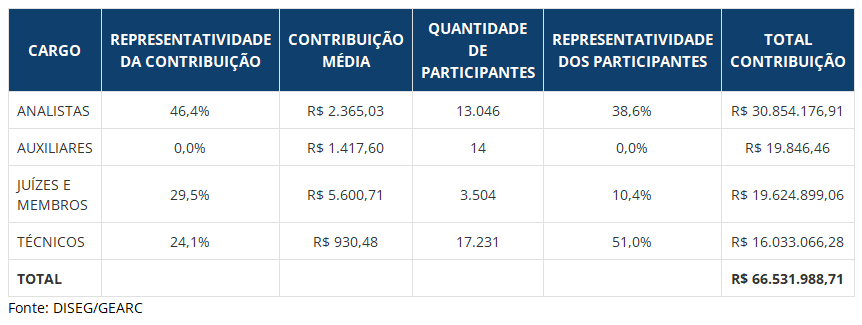 CARGO REPRESENTATIVIDADE DA CONTRIBUIÇÃO CONTRIBUIÇÃO MÉDIA QUANTIDADE DE PARTICIPANTES REPRESENTATIVIDADE DOS PARTICIPANTES TOTAL CONTRIBUIÇÃO
ANALISTAS 46,4% R$ 2.365,03 13.046 38,6% R$ 30.854.176,91
AUXILIARES 0,0% R$ 1.417,60 14 0,0% R$ 19.846,46
JUÍZES E MEMBROS 29,5% R$ 5.600,71 3.504 10,4% R$ 19.624.899,06
TÉCNICOS 24,1% R$ 930,48 17.231 51,0% R$ 16.033.066,28
TOTAL R$ 66.531.988,71
Fonte: DISEG/GEARC